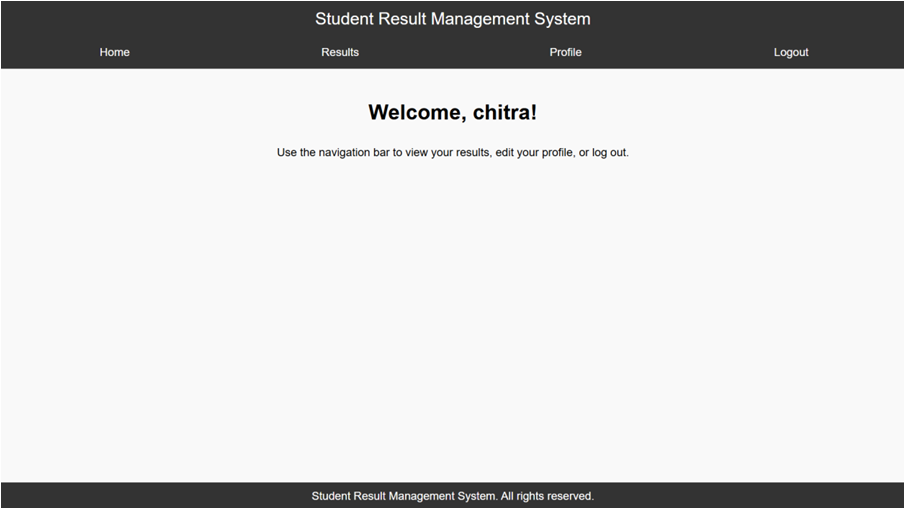 Student Result Management System
Home Results Profile Logout
Welcome, chitra!
Use the navigation bar to view your results, edit your profile, or log out.
Student Result Management System. All rights reserved.